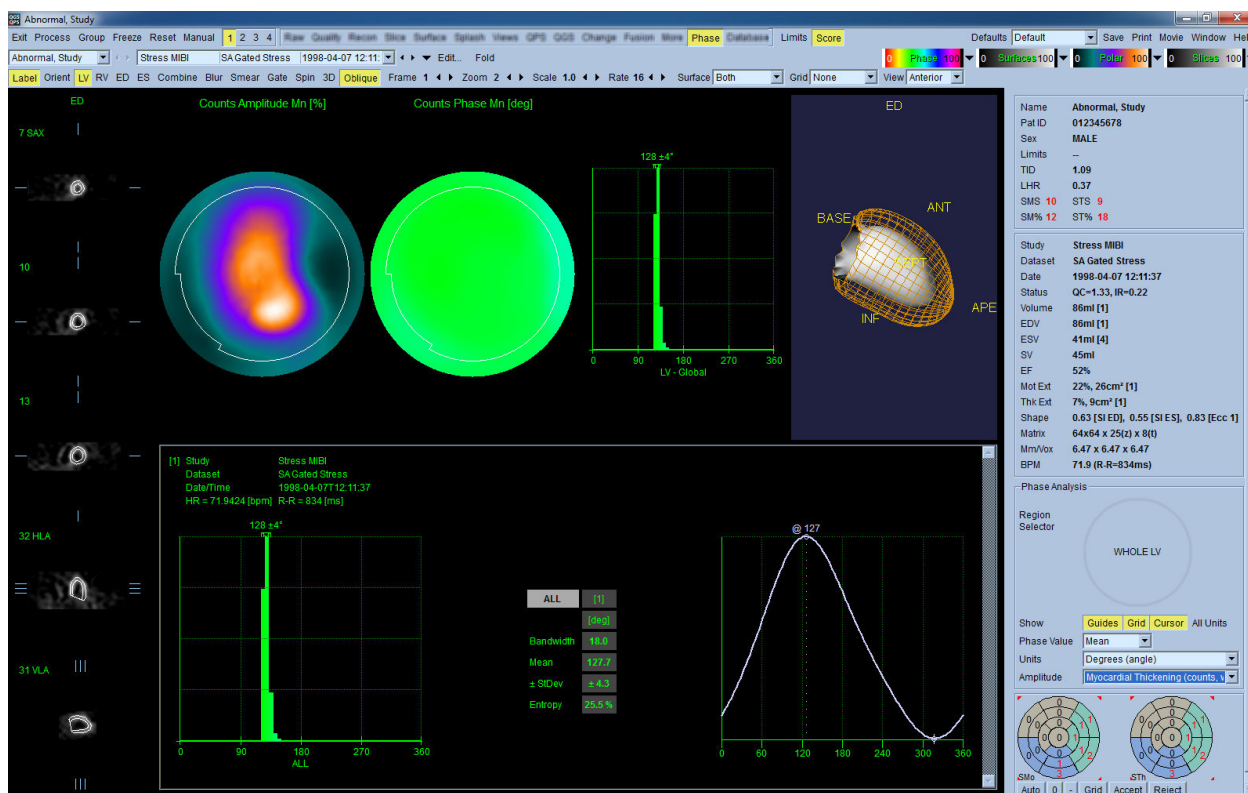 QGS QPS Abnormal, Study
Exit Process Group Freeze Reset Manual 1 2 3 4 Raw Quality Recon Slice Surface Splash Views QPS QGS Change Fusion More Phase Database Limits Score Defaults Default Save Print Movie Window Hel
Abnormal, Study Stress MIBI SA Gated Stress 1998-04-07 12:11: Edit... Fold 0 Phase 100 0 Surfaces 100 0 Polar 100 0 Slices 100
Label Orient LV RV ED ES Combine Blur Smear Gate Spin 3D Oblique Frame 1 Zoom 2 Scale 1.0 Rate 16 Surface Both Grid None View Anterior
ED
7 SAX
10
13
32 HLA
31 VLA
Counts Amplitude Mn [%]
Counts Phase Mn [deg]
128 ±4°
0 90 180 270 360
LV - Global
ED
BASE
ANT
SEPT
INF
APE
[1] Study Stress MIBI
Dataset SA Gated Stress
Date/Time 1998-04-07T12:11:37
HR = 71.9424 [bpm] R-R = 834 [ms]
128 ±4°
0 90 180 270 360
ALL
ALL [1]
[deg]
Bandwidth 18.0
Mean 127.7
± StDev ± 4.3
Entropy 25.5 %
@ 127
0 60 120 180 240 300 360
Name Abnormal, Study
Pat ID 012345678
Sex MALE
Limits --
TID 1.09
LHR 0.37
SMS 10 STS 9
SM% 12 ST% 18
Study Stress MIBI
Dataset SA Gated Stress
Date 1998-04-07 12:11:37
Status QC=1.33, IR=0.22
Volume 86ml [1]
EDV 86ml [1]
ESV 41ml [4]
SV 45ml
EF 52%
Mot Ext 22%, 26cm² [1]
Thk Ext 7%, 9cm² [1]
Shape 0.63 [SI ED], 0.55 [SI ES], 0.83 [Ecc 1]
Matrix 64x64 x 25(z) x 8(t)
Mm/Vox 6.47 x 6.47 x 6.47
BPM 71.9 (R-R=834ms)
Phase Analysis
Region
Selector
WHOLE LV
Show Guides Grid Cursor All Units
Phase Value Mean
Units Degrees (angle)
Amplitude Myocardial Thickening (counts, v
SMo
STh
Auto 0 - Grid Accept Reject